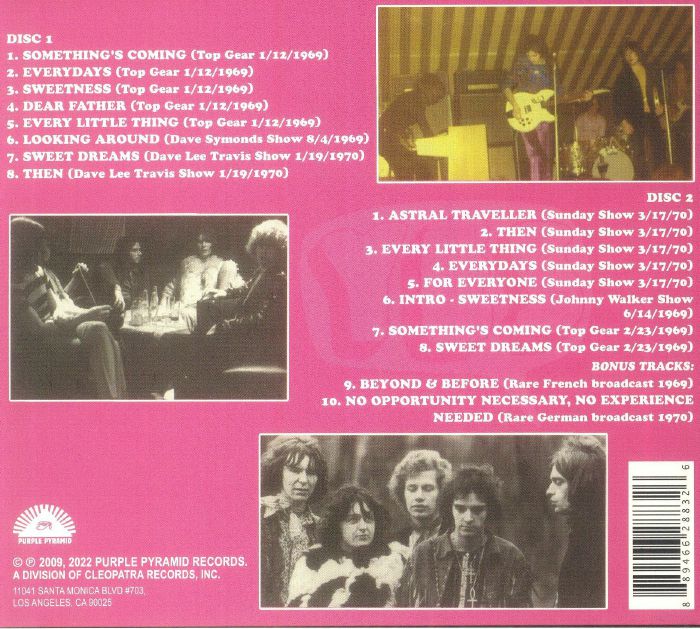 DISC 1
1. SOMETHING'S COMING (Top Gear 1/12/1969)
2. EVERYDAYS (Top Gear 1/12/1969)
3. SWEETNESS (Top Gear 1/12/1969)
4. DEAR FATHER (Top Gear 1/12/1969)
5. EVERY LITTLE THING (Top Gear 1/12/1969)
6. LOOKING AROUND (Dave Symonds Show 8/4/1969)
7. SWEET DREAMS (Dave Lee Travis Show 1/19/1970)
8. THEN (Dave Lee Travis Show 1/19/1970)
DISC 2
1. ASTRAL TRAVELLER (Sunday Show 3/17/70)
2. THEN (Sunday Show 3/17/70)
3. EVERY LITTLE THING (Sunday Show 3/17/70)
4. EVERYDAYS (Sunday Show 3/17/70)
5. FOR EVERYONE (Sunday Show 3/17/70)
6. INTRO - SWEETNESS (Johnny Walker Show
6/14/1969)
7. SOMETHING'S COMING (Top Gear 2/23/1969)
8. SWEET DREAMS (Top Gear 2/23/1969)
BONUS TRACKS:
9. BEYOND & BEFORE (Rare French broadcast 1969)
10. NO OPPORTUNITY NECESSARY, NO EXPERIENCE
NEEDED (Rare German broadcast 1970)
PURPLE PYRAMID
© ℗ 2009, 2022 PURPLE PYRAMID RECORDS.
A DIVISION OF CLEOPATRA RECORDS, INC.
11041 SANTA MONICA BLVD #703,
LOS ANGELES, CA 90025
8 89466 28832 6